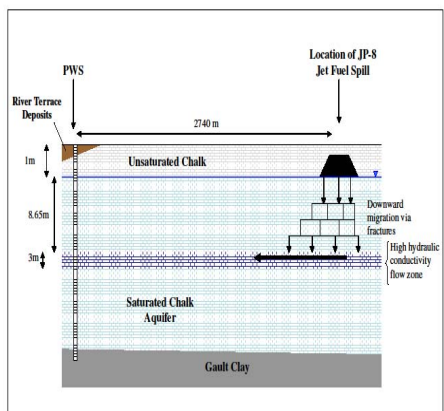 Location of JP-8
Jet Fuel Spill
PWS
River Terrace
Deposits
2740 m
1m
Unsaturated Chalk
8.65m
Downward
migration via
fractures
High hydraulic
conductivity
flow zone
3m
Saturated Chalk
Aquifer
Gault Clay